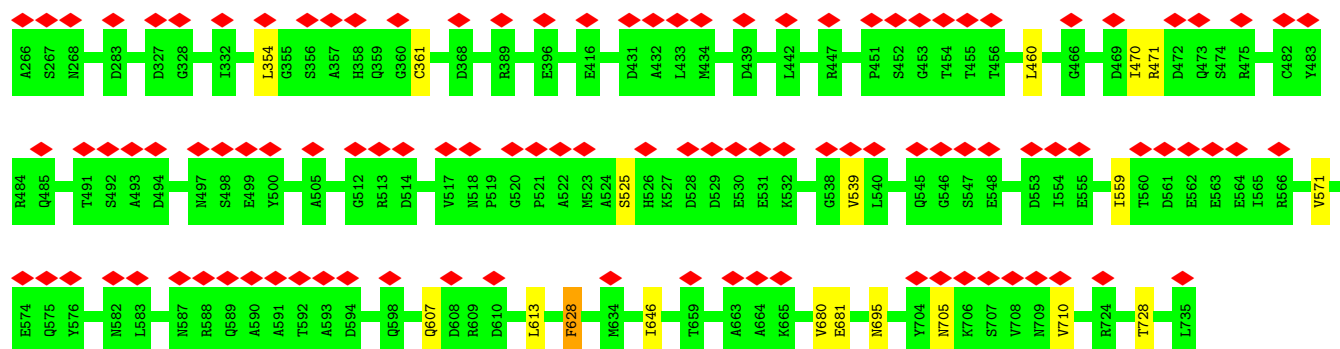 A266 S267 N268 D283 D327 G328 I332 L354 G355 S356 A357 H358 Q359 G360 C361 D368 R389 E396 E416 D431 A432 L433 M434 D439 L442 R447 P451 S452 G453 T454 T455 T456 L460 G466 D469 I470 R471 D472 Q473 S474 R475 C482 Y483
R484 Q485 T491 S492 A493 D494 N497 S498 E499 Y500 A505 G512 R513 D514 V517 N518 P519 G520 P521 A522 M523 A524 S525 H526 K527 D528 D529 E530 E531 K532 G538 V539 L540 Q545 G546 S547 E548 D553 I554 E555 I559 T560 D561 E562 E563 E564 I565 R566 V571
E574 Q575 Y576 N582 L583 N587 R588 Q589 A590 A591 T592 A593 D594 Q598 Q607 D608 R609 D610 L613 F628 M634 I646 T659 A663 A664 K665 V680 E681 N695 Y704 N705 K706 S707 V708 N709 V710 R724 T728 L735